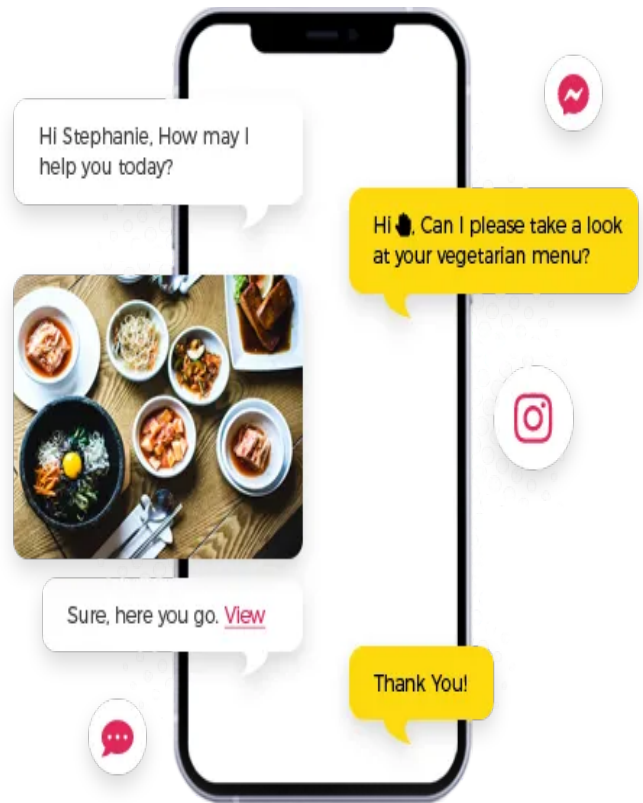 Hi Stephanie, How may I
help you today?
Hi 🤚, Can I please take a look
at your vegetarian menu?
Sure, here you go. View
Thank You!